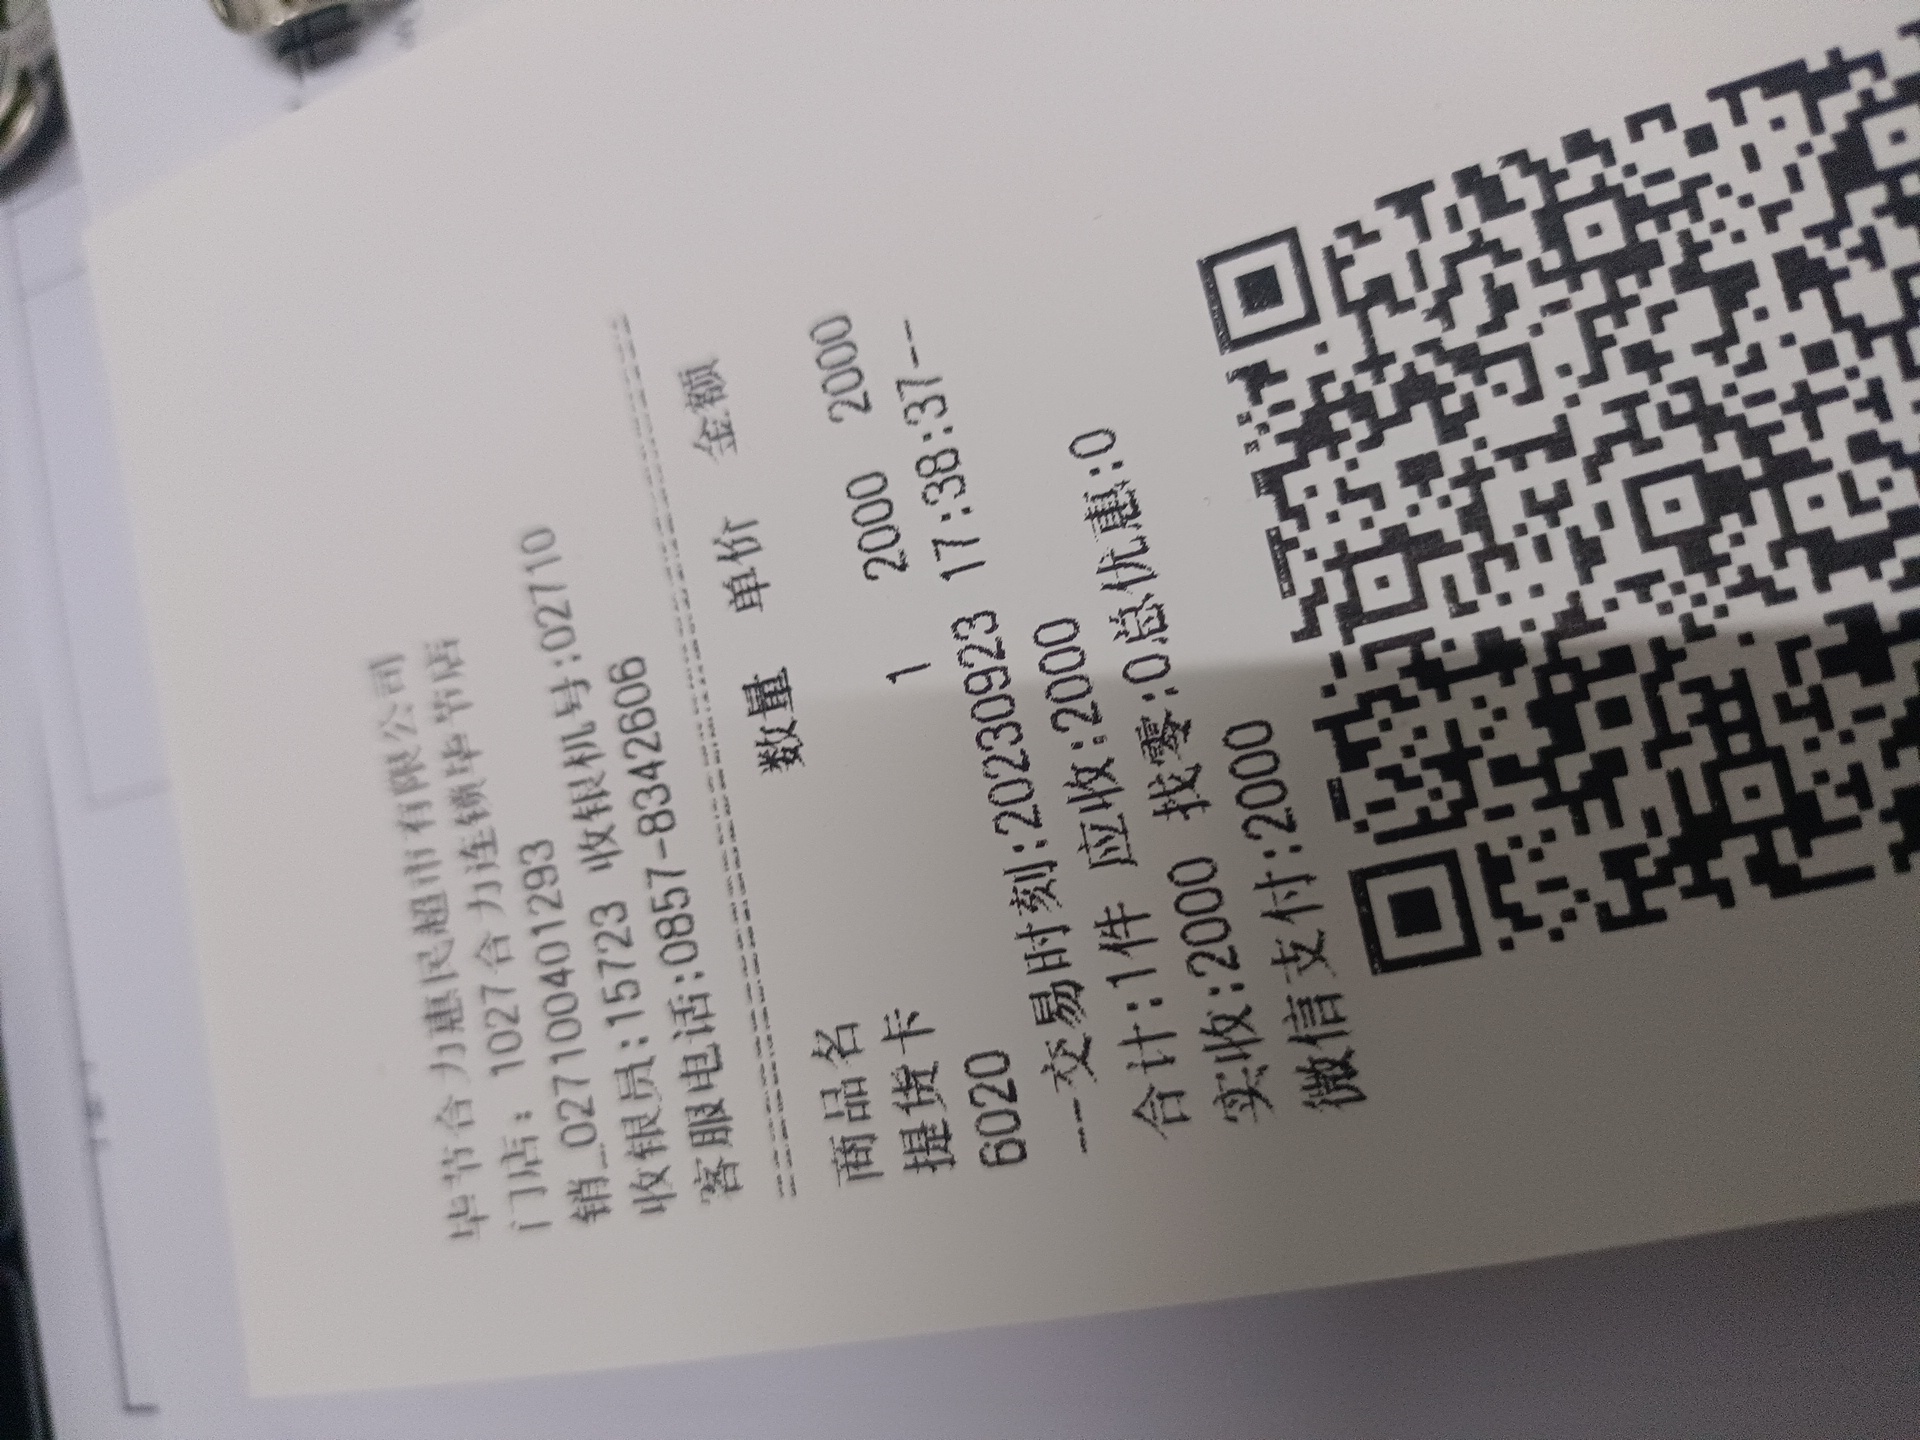 毕节合力惠民超市有限公司
门店: 1027合力连锁毕节店
销_02710040129​3
收银员:15723 收银机号:02710
客服电话:0857-8342606
商品名 数量 单价 金额
提货卡
6020 1 2000 2000
--交易时刻:20230923 17:38:37--
合计:1件 应收:2000
实收:2000 找零:0总优惠:0
微信支付:2000